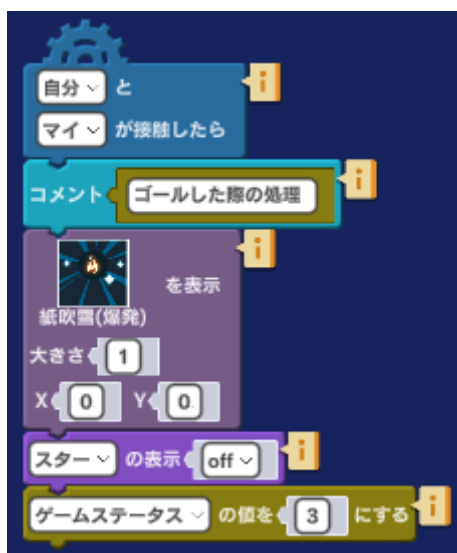 自分 と
マイ が接触したら
コメント ゴールした際の処理
を表示
紙吹雪(爆発)
大きさ 1
X 0 Y 0
スター の表示 off
ゲームステータス の値を 3 にする